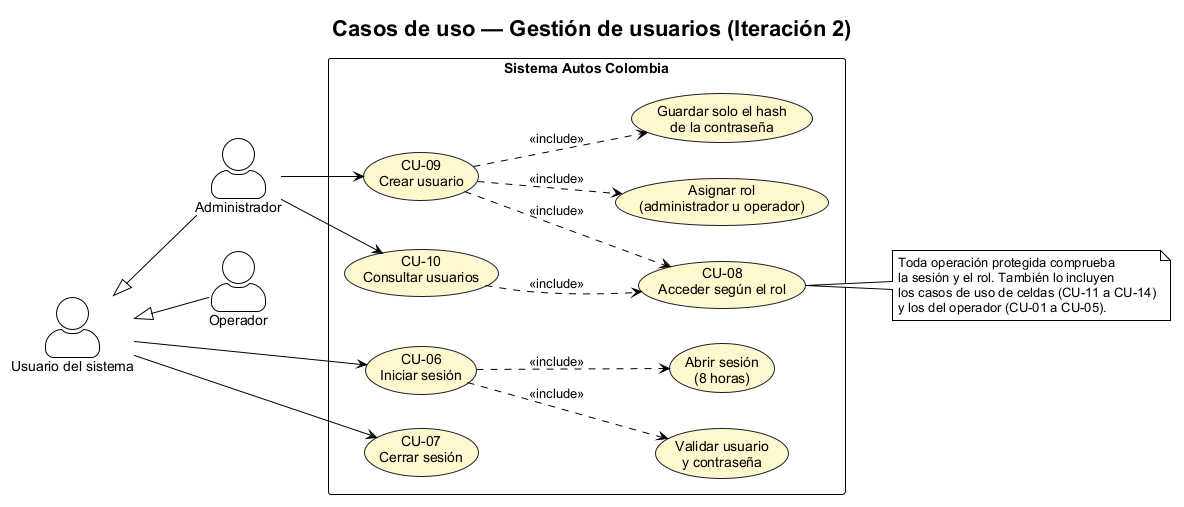 Casos de uso — Gestión de usuarios (Iteración 2)
Sistema Autos Colombia
Guardar solo el hash
de la contraseña
«include»
CU-09
Crear usuario
«include»
Asignar rol
(administrador u operador)
«include»
Administrador
CU-10
Consultar usuarios
«include»
CU-08
Acceder según el rol
Toda operación protegida comprueba
la sesión y el rol. También lo incluyen
los casos de uso de celdas (CU-11 a CU-14)
y los del operador (CU-01 a CU-05).
Operador
Usuario del sistema
CU-06
Iniciar sesión
«include»
Abrir sesión
(8 horas)
«include»
CU-07
Cerrar sesión
Validar usuario
y contraseña